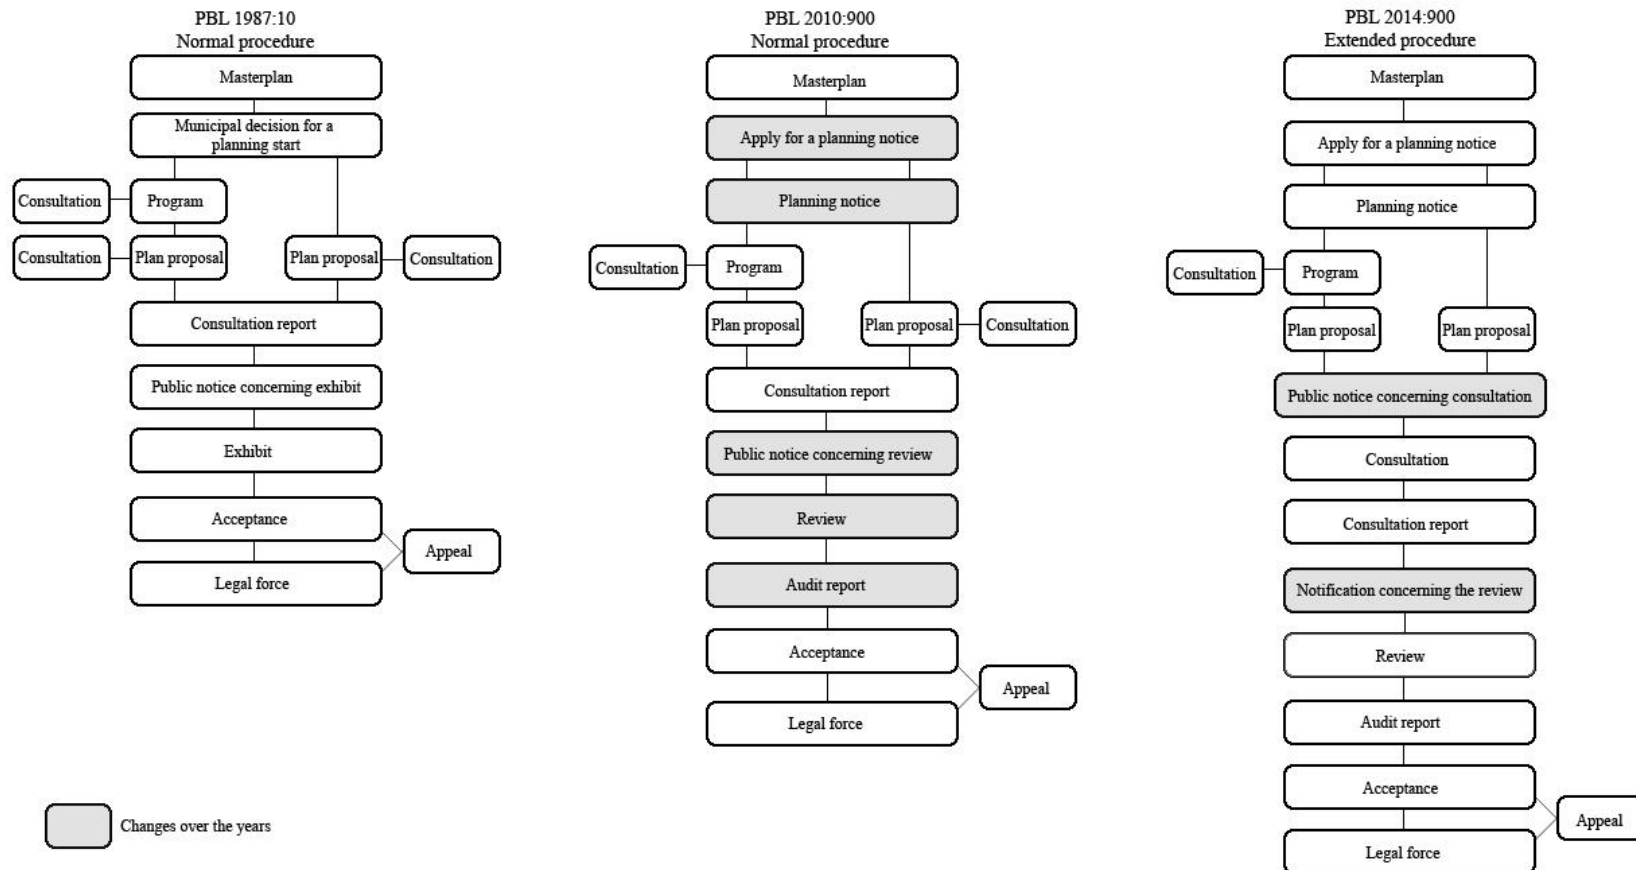 PBL 1987:10
Normal procedure
Masterplan
Municipal decision for a
planning start
Consultation
Program
Consultation
Plan proposal
Plan proposal
Consultation
Consultation report
Public notice concerning exhibit
Exhibit
Acceptance
Appeal
Legal force
Changes over the years
PBL 2010:900
Normal procedure
Masterplan
Apply for a planning notice
Planning notice
Consultation
Program
Plan proposal
Plan proposal
Consultation
Consultation report
Public notice concerning review
Review
Audit report
Acceptance
Appeal
Legal force
PBL 2014:900
Extended procedure
Masterplan
Apply for a planning notice
Planning notice
Consultation
Program
Plan proposal
Plan proposal
Public notice concerning consultation
Consultation
Consultation report
Notification concerning the review
Review
Audit report
Acceptance
Appeal
Legal force